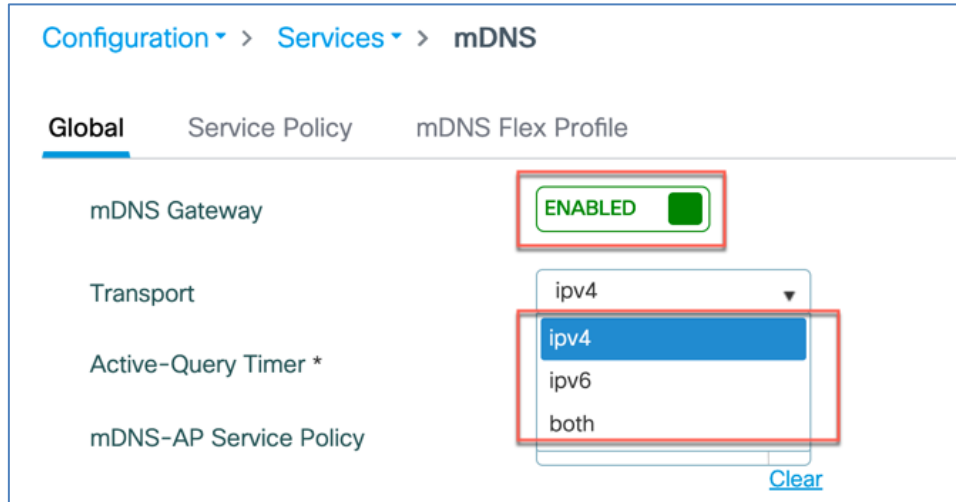 Configuration > Services > mDNS
Global Service Policy mDNS Flex Profile
mDNS Gateway ENABLED
Transport ipv4
ipv4
Active-Query Timer *
ipv6
both
mDNS-AP Service Policy
Clear